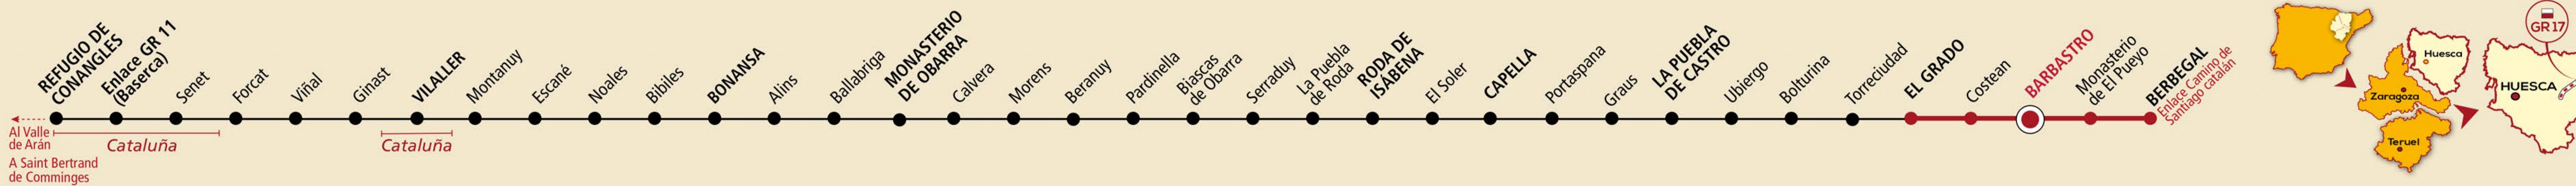 REFUGIO DE
CONANGLES
Enlace GR 11
(Baserca)
Senet
Forcat
Viñal
Ginast
VILALLER
Montanuy
Escané
Noales
Bibiles
BONANSA
Alins
Ballabriga
MONASTERIO
DE OBARRA
Calvera
Morens
Beranuy
Pardinella
Biascas
de Obarra
Serraduy
La Puebla
de Roda
RODA DE
ISÁBENA
El Soler
CAPELLA
Portaspana
Graus
LA PUEBLA
DE CASTRO
Ubiergo
Bolturina
Torreciudad
EL GRADO
Costean
BARBASTRO
Monasterio
de El Pueyo
BERBEGAL
Enlace Camino de
Santiago catalán
Al Valle
de Arán
A Saint Bertrand
de Comminges
Cataluña
Cataluña
Huesca
Zaragoza
Teruel
HUESCA
GR 17